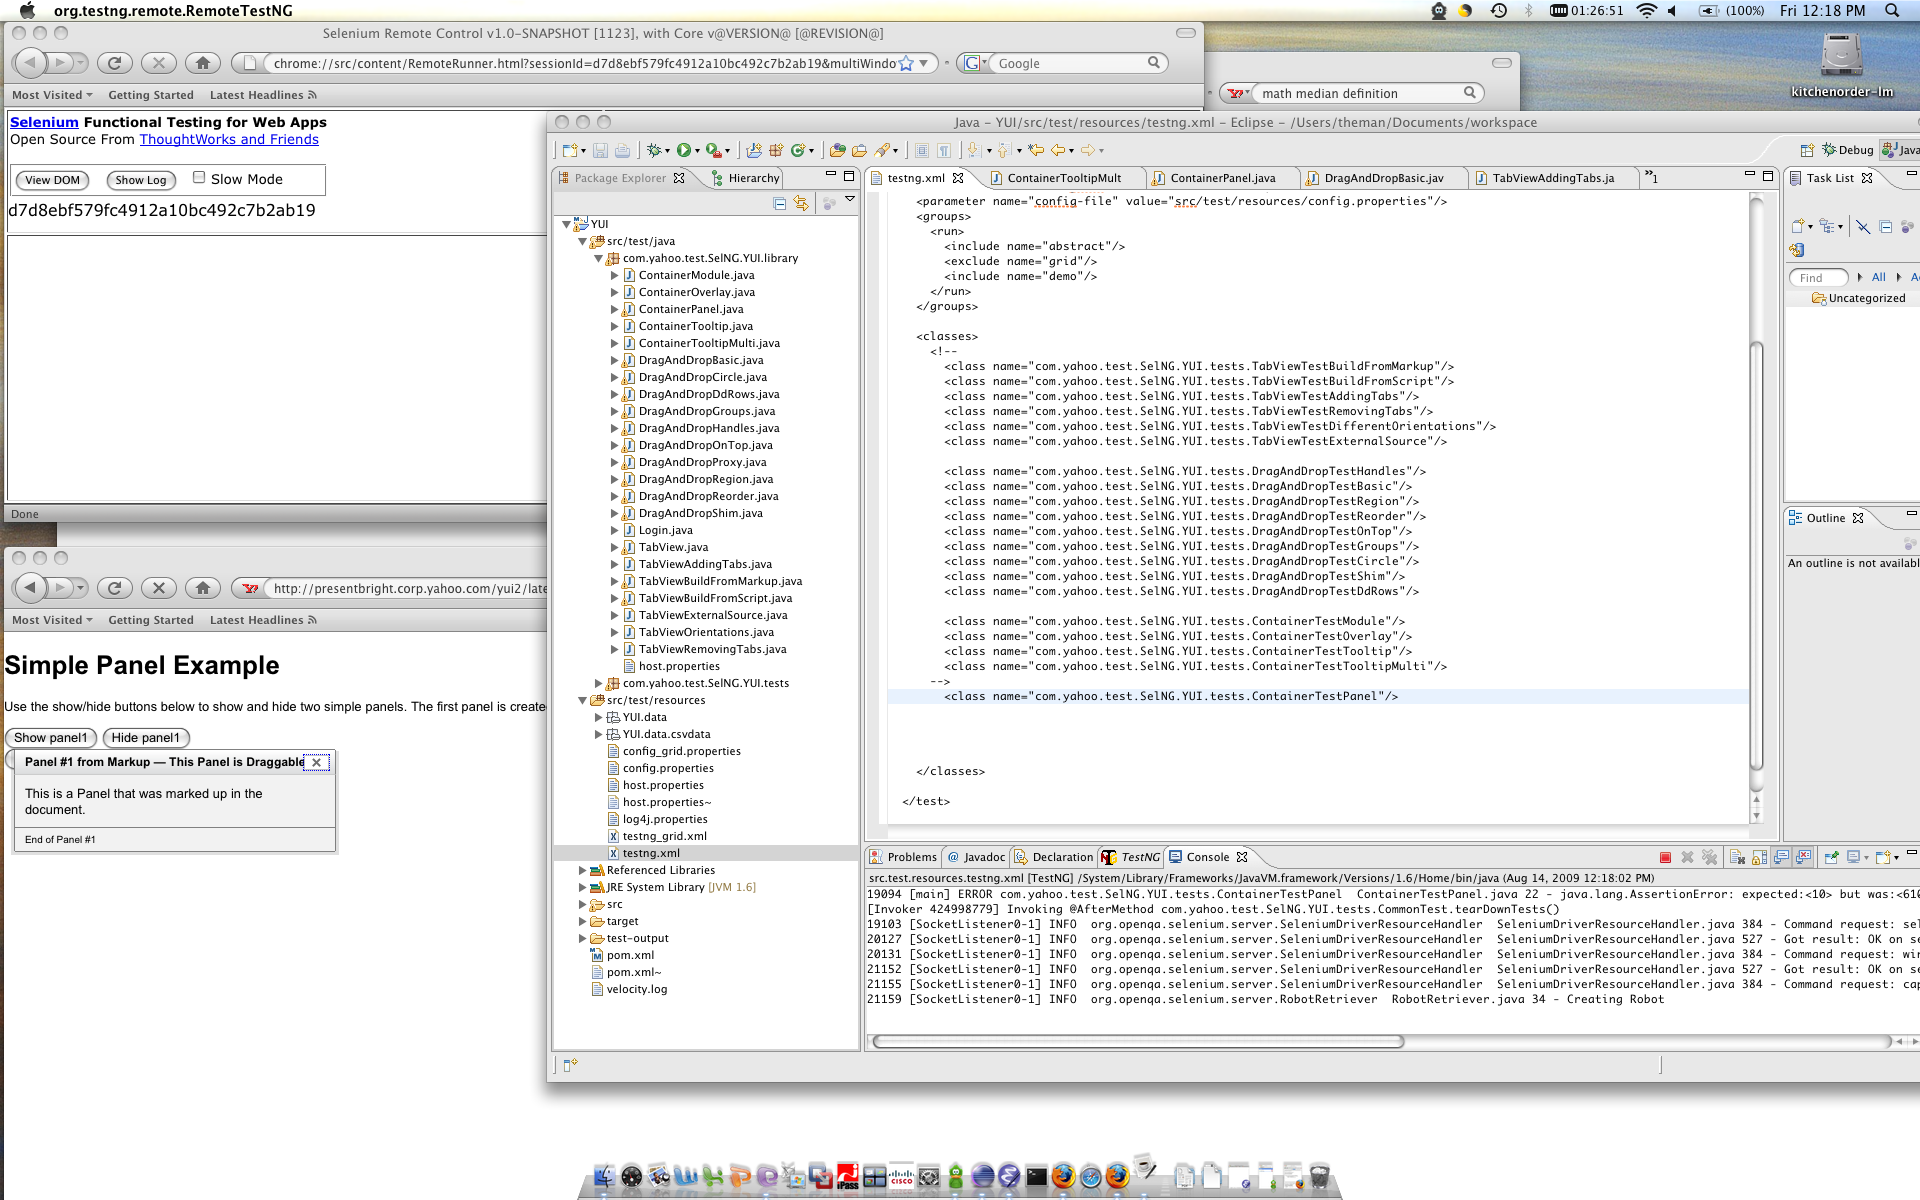 org.testng.remote.RemoteTestNG
01:26:51
(100%)
Fri 12:18 PM
Selenium Remote Control v1.0-SNAPSHOT [1123], with Core v@VERSION@ [@REVISION@]
chrome://src/content/RemoteRunner.html?sessionId=d7d8ebf579fc4912a10bc492c7b2ab19&multiWindo
Google
Most Visited
Getting Started
Latest Headlines
math median definition
kitchenorder-lm
Selenium Functional Testing for Web Apps
Open Source From ThoughtWorks and Friends
View DOM
Show Log
Slow Mode
d7d8ebf579fc4912a10bc492c7b2ab19
Done
http://presentbright.corp.yahoo.com/yui2/late
Most Visited
Getting Started
Latest Headlines
Simple Panel Example
Use the show/hide buttons below to show and hide two simple panels. The first panel is create
Show panel1
Hide panel1
Panel #1 from Markup — This Panel is Draggable
This is a Panel that was marked up in the
document.
End of Panel #1
Java – YUI/src/test/resources/testng.xml – Eclipse – /Users/theman/Documents/workspace
Debug
Java
Package Explorer
Hierarchy
YUI
src/test/java
com.yahoo.test.SelNG.YUI.library
ContainerModule.java
ContainerOverlay.java
ContainerPanel.java
ContainerTooltip.java
ContainerTooltipMulti.java
DragAndDropBasic.java
DragAndDropCircle.java
DragAndDropDdRows.java
DragAndDropGroups.java
DragAndDropHandles.java
DragAndDropOnTop.java
DragAndDropProxy.java
DragAndDropRegion.java
DragAndDropReorder.java
DragAndDropShim.java
Login.java
TabView.java
TabViewAddingTabs.java
TabViewBuildFromMarkup.java
TabViewBuildFromScript.java
TabViewExternalSource.java
TabViewOrientations.java
TabViewRemovingTabs.java
host.properties
com.yahoo.test.SelNG.YUI.tests
src/test/resources
YUI.data
YUI.data.csvdata
config_grid.properties
config.properties
host.properties
host.properties~
log4j.properties
testng_grid.xml
testng.xml
Referenced Libraries
JRE System Library [JVM 1.6]
src
target
test-output
pom.xml
pom.xml~
velocity.log
testng.xml
ContainerTooltipMult
ContainerPanel.java
DragAndDropBasic.jav
TabViewAddingTabs.ja
»1
<parameter name="config-file" value="src/test/resources/config.properties"/>
<groups>
<run>
<include name="abstract"/>
<exclude name="grid"/>
<include name="demo"/>
</run>
</groups>
<classes>
<!--
<class name="com.yahoo.test.SelNG.YUI.tests.TabViewTestBuildFromMarkup"/>
<class name="com.yahoo.test.SelNG.YUI.tests.TabViewTestBuildFromScript"/>
<class name="com.yahoo.test.SelNG.YUI.tests.TabViewTestAddingTabs"/>
<class name="com.yahoo.test.SelNG.YUI.tests.TabViewTestRemovingTabs"/>
<class name="com.yahoo.test.SelNG.YUI.tests.TabViewTestDifferentOrientations"/>
<class name="com.yahoo.test.SelNG.YUI.tests.TabViewTestExternalSource"/>
<class name="com.yahoo.test.SelNG.YUI.tests.DragAndDropTestHandles"/>
<class name="com.yahoo.test.SelNG.YUI.tests.DragAndDropTestBasic"/>
<class name="com.yahoo.test.SelNG.YUI.tests.DragAndDropTestRegion"/>
<class name="com.yahoo.test.SelNG.YUI.tests.DragAndDropTestReorder"/>
<class name="com.yahoo.test.SelNG.YUI.tests.DragAndDropTestOnTop"/>
<class name="com.yahoo.test.SelNG.YUI.tests.DragAndDropTestGroups"/>
<class name="com.yahoo.test.SelNG.YUI.tests.DragAndDropTestCircle"/>
<class name="com.yahoo.test.SelNG.YUI.tests.DragAndDropTestShim"/>
<class name="com.yahoo.test.SelNG.YUI.tests.DragAndDropTestDdRows"/>
<class name="com.yahoo.test.SelNG.YUI.tests.ContainerTestModule"/>
<class name="com.yahoo.test.SelNG.YUI.tests.ContainerTestOverlay"/>
<class name="com.yahoo.test.SelNG.YUI.tests.ContainerTestTooltip"/>
<class name="com.yahoo.test.SelNG.YUI.tests.ContainerTestTooltipMulti"/>
-->
<class name="com.yahoo.test.SelNG.YUI.tests.ContainerTestPanel"/>
</classes>
</test>
Task List
Find
All
Uncategorized
Outline
An outline is not availabl
Problems
Javadoc
Declaration
TestNG
Console
src.test.resources.testng.xml [TestNG] /System/Library/Frameworks/JavaVM.framework/Versions/1.6/Home/bin/java (Aug 14, 2009 12:18:02 PM)
19094 [main] ERROR com.yahoo.test.SelNG.YUI.tests.ContainerTestPanel ContainerTestPanel.java 22 - java.lang.AssertionError: expected:<10> but was:<610
[Invoker 424998779] Invoking @AfterMethod com.yahoo.test.SelNG.YUI.tests.CommonTest.tearDownTests()
19103 [SocketListener0-1] INFO org.openqa.selenium.server.SeleniumDriverResourceHandler SeleniumDriverResourceHandler.java 384 - Command request: sel
20127 [SocketListener0-1] INFO org.openqa.selenium.server.SeleniumDriverResourceHandler SeleniumDriverResourceHandler.java 527 - Got result: OK on se
20131 [SocketListener0-1] INFO org.openqa.selenium.server.SeleniumDriverResourceHandler SeleniumDriverResourceHandler.java 384 - Command request: win
21152 [SocketListener0-1] INFO org.openqa.selenium.server.SeleniumDriverResourceHandler SeleniumDriverResourceHandler.java 527 - Got result: OK on se
21155 [SocketListener0-1] INFO org.openqa.selenium.server.SeleniumDriverResourceHandler SeleniumDriverResourceHandler.java 384 - Command request: cap
21159 [SocketListener0-1] INFO org.openqa.selenium.server.RobotRetriever RobotRetriever.java 34 - Creating Robot
iPass
CISCO